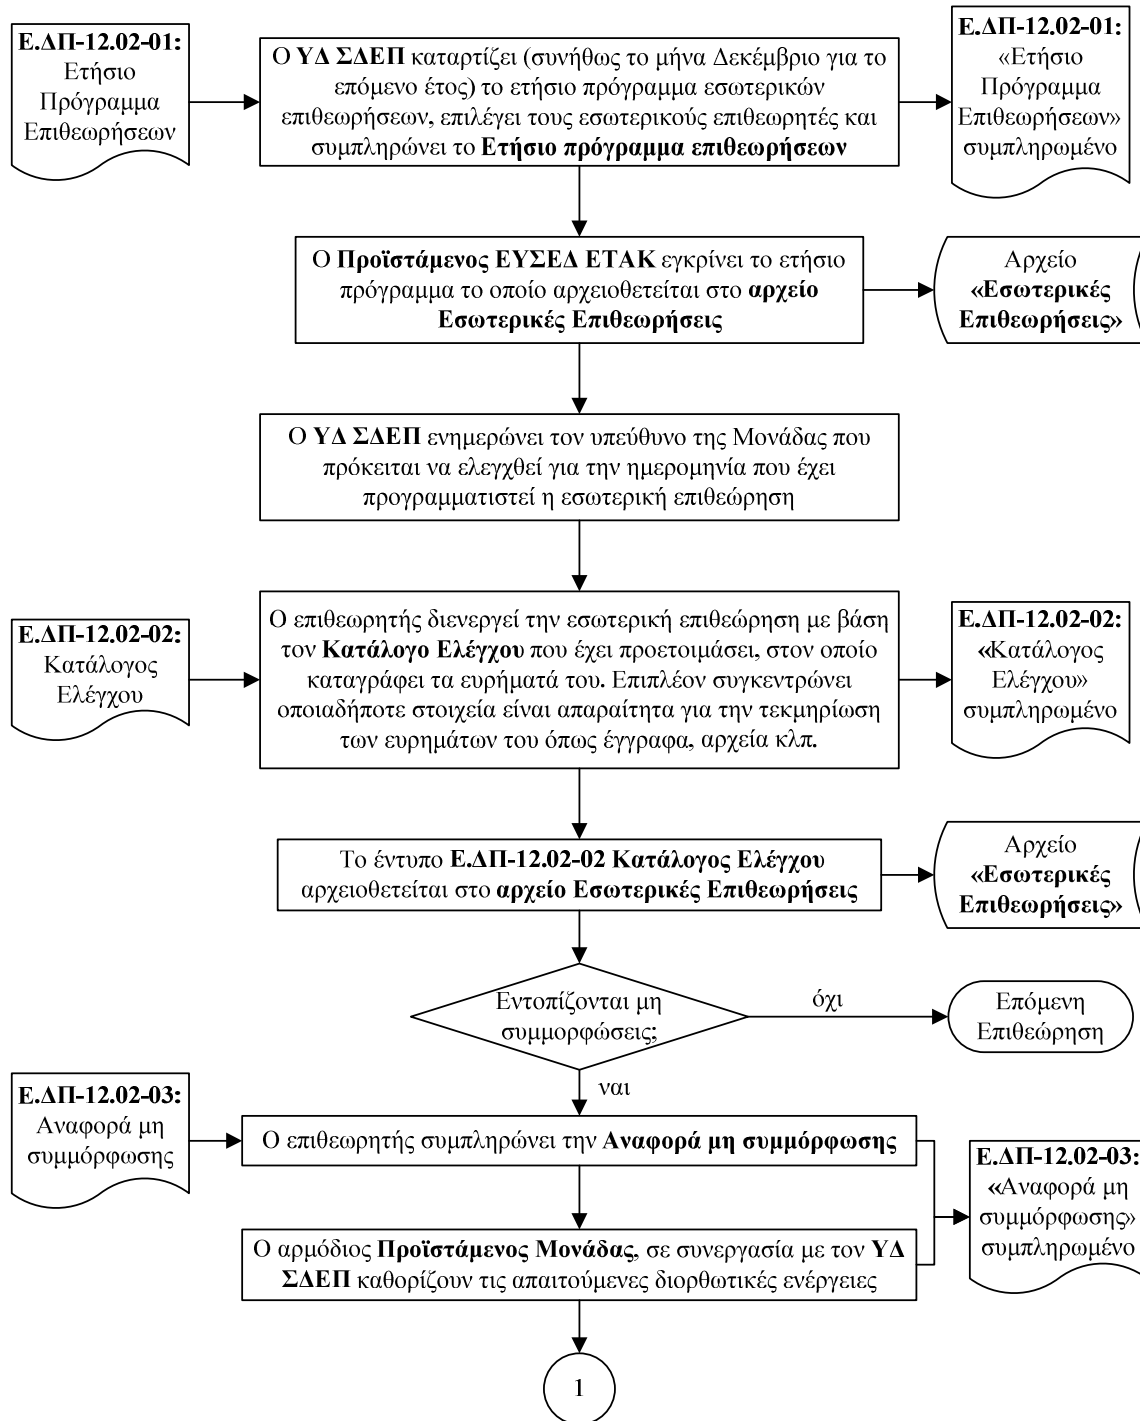 Ε.ΔΠ-12.02-01:
Ετήσιο
Πρόγραμμα
Επιθεωρήσεων
Ο ΥΔ ΣΔΕΠ καταρτίζει (συνήθως το μήνα Δεκέμβριο για το
επόμενο έτος) το ετήσιο πρόγραμμα εσωτερικών
επιθεωρήσεων, επιλέγει τους εσωτερικούς επιθεωρητές και
συμπληρώνει το Ετήσιο πρόγραμμα επιθεωρήσεων
Ε.ΔΠ-12.02-01:
«Ετήσιο
Πρόγραμμα
Επιθεωρήσεων»
συμπληρωμένο
Ο Προϊστάμενος ΕΥΣΕΔ ΕΤΑΚ εγκρίνει το ετήσιο
πρόγραμμα το οποίο αρχειοθετείται στο αρχείο
Εσωτερικές Επιθεωρήσεις
Αρχείο
«Εσωτερικές
Επιθεωρήσεις»
Ο ΥΔ ΣΔΕΠ ενημερώνει τον υπεύθυνο της Μονάδας που
πρόκειται να ελεγχθεί για την ημερομηνία που έχει
προγραμματιστεί η εσωτερική επιθεώρηση
Ε.ΔΠ-12.02-02:
Κατάλογος
Ελέγχου
Ο επιθεωρητής διενεργεί την εσωτερική επιθεώρηση με βάση
τον Κατάλογο Ελέγχου που έχει προετοιμάσει, στον οποίο
καταγράφει τα ευρήματά του. Επιπλέον συγκεντρώνει
οποιαδήποτε στοιχεία είναι απαραίτητα για την τεκμηρίωση
των ευρημάτων του όπως έγγραφα, αρχεία κλπ.
Ε.ΔΠ-12.02-02:
«Κατάλογος
Ελέγχου»
συμπληρωμένο
Το έντυπο Ε.ΔΠ-12.02-02 Κατάλογος Ελέγχου
αρχειοθετείται στο αρχείο Εσωτερικές Επιθεωρήσεις
Αρχείο
«Εσωτερικές
Επιθεωρήσεις»
Εντοπίζονται μη
συμμορφώσεις;
όχι
Επόμενη
Επιθεώρηση
ναι
Ε.ΔΠ-12.02-03:
Αναφορά μη
συμμόρφωσης
Ο επιθεωρητής συμπληρώνει την Αναφορά μη συμμόρφωσης
Ε.ΔΠ-12.02-03:
«Αναφορά μη
συμμόρφωσης»
συμπληρωμένο
Ο αρμόδιος Προϊστάμενος Μονάδας, σε συνεργασία με τον ΥΔ
ΣΔΕΠ καθορίζουν τις απαιτούμενες διορθωτικές ενέργειες
1